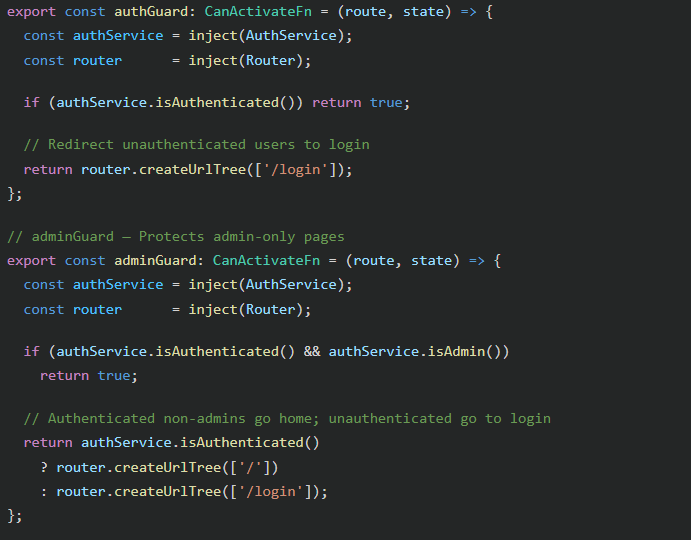 export const authGuard: CanActivateFn = (route, state) => {
  const authService = inject(AuthService);
  const router      = inject(Router);

  if (authService.isAuthenticated()) return true;

  // Redirect unauthenticated users to login
  return router.createUrlTree(['/login']);
};

// adminGuard — Protects admin-only pages
export const adminGuard: CanActivateFn = (route, state) => {
  const authService = inject(AuthService);
  const router      = inject(Router);

  if (authService.isAuthenticated() && authService.isAdmin())
    return true;

  // Authenticated non-admins go home; unauthenticated go to login
  return authService.isAuthenticated()
    ? router.createUrlTree(['/'])
    : router.createUrlTree(['/login']);
};